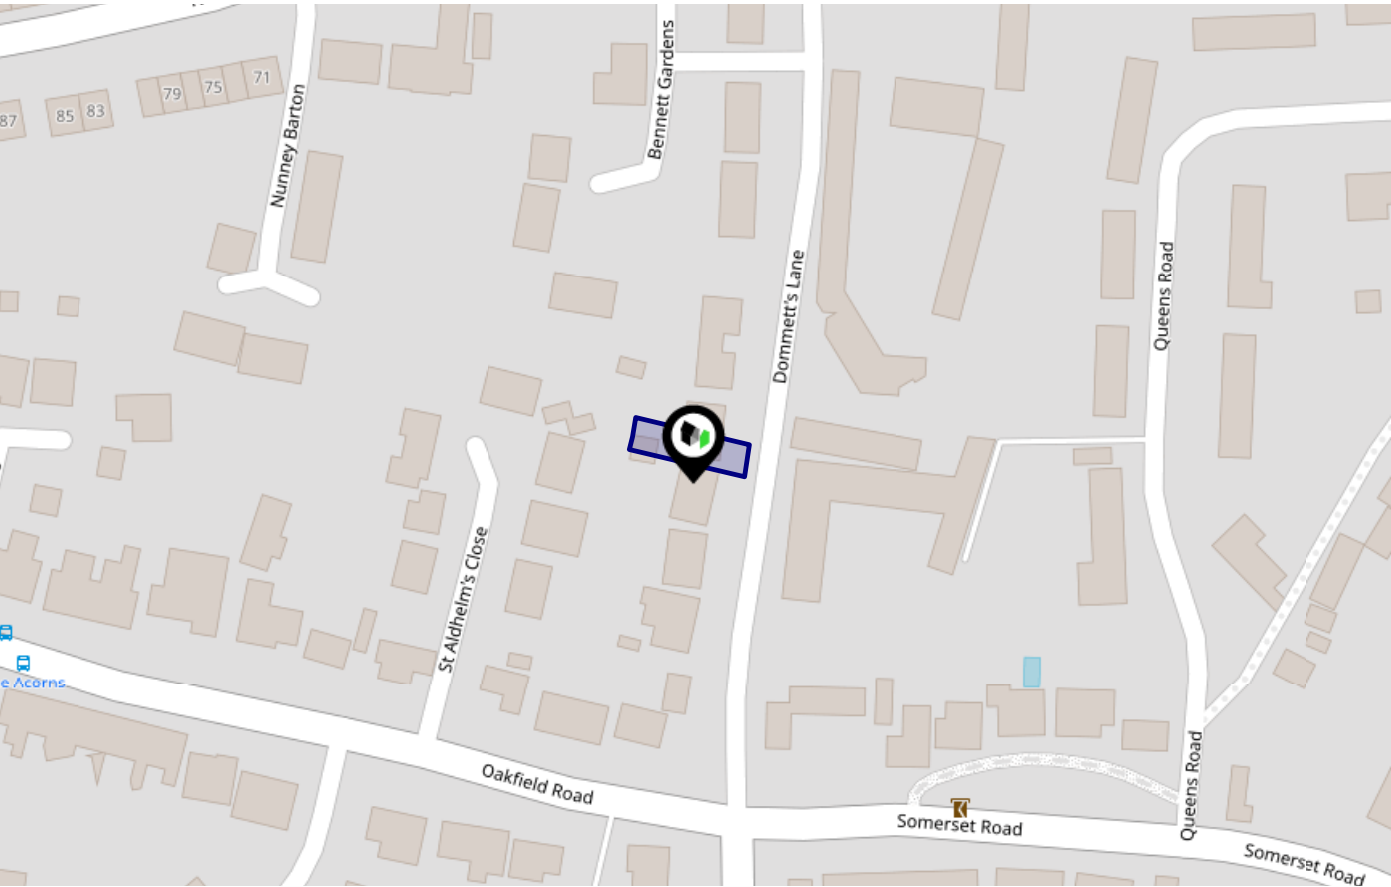 71
75
79
83
85
87
Nunney Barton
Bennett Gardens
Dommett's Lane
Queens Road
St Aldhelm's Close
e Acorns
Oakfield Road
Somerset Road
Queens Road
Somerset Road